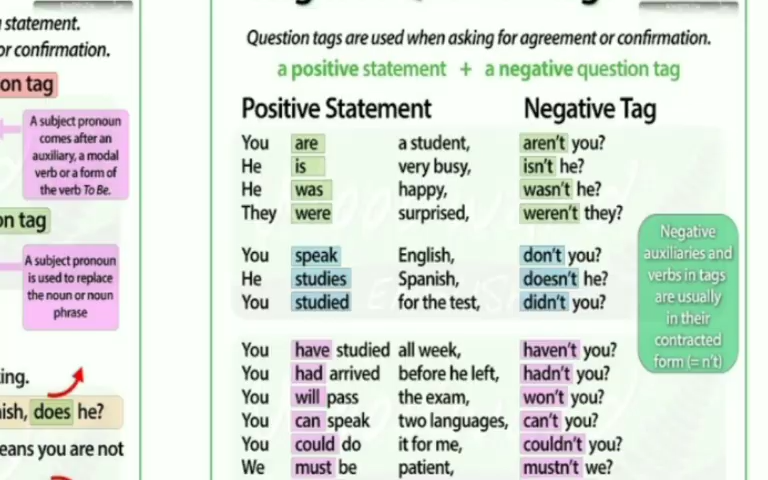 statement.
or confirmation.
on tag
A subject pronoun
comes after an
auxiliary, a modal
verb or a form of
the verb To Be.
on tag
A subject pronoun
is used to replace
the noun or noun
phrase
ing.
ish, does he?
eans you are not
Question tags are used when asking for agreement or confirmation.
a positive statement + a negative question tag
Positive Statement Negative Tag
You are a student, aren't you?
He is very busy, isn't he?
He was happy, wasn't he?
They were surprised, weren't they?
You speak English, don't you?
He studies Spanish, doesn't he?
You studied for the test, didn't you?
You have studied all week, haven't you?
You had arrived before he left, hadn't you?
You will pass the exam, won't you?
You can speak two languages, can't you?
You could do it for me, couldn't you?
We must be patient, mustn't we?
Negative
auxiliaries and
verbs in tags
are usually
in their
contracted
form (= n't)